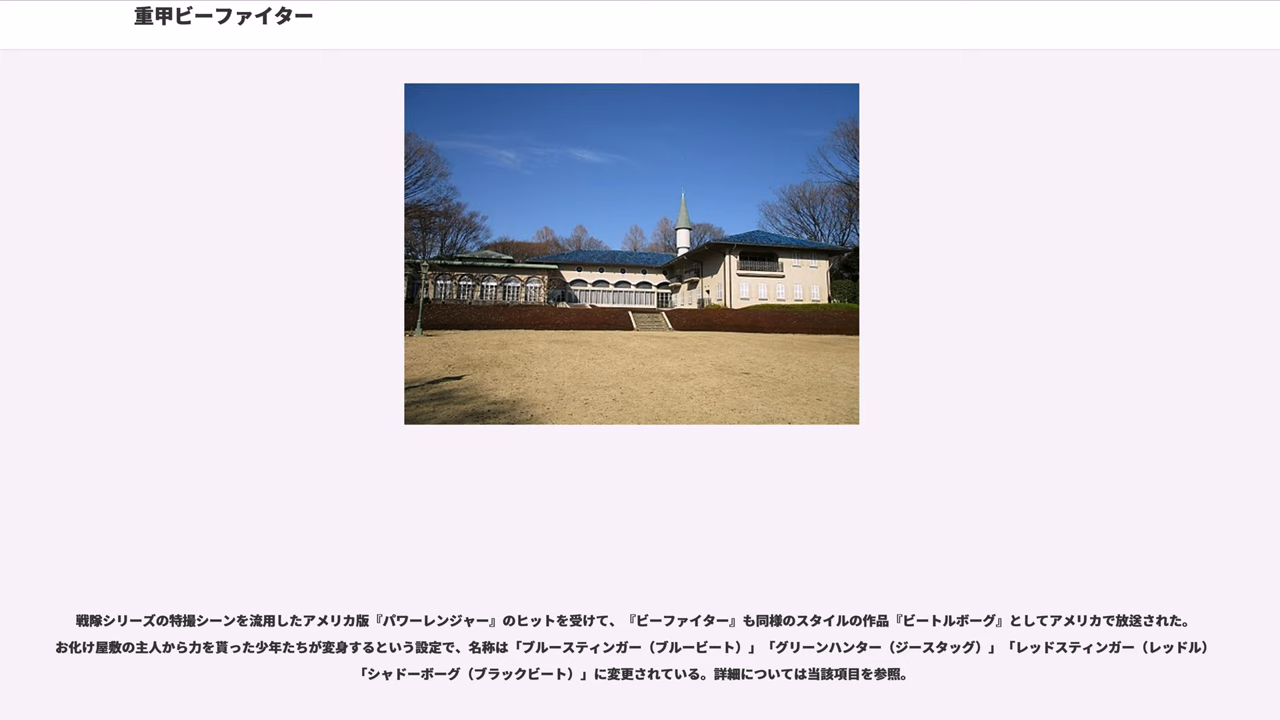 重甲ビーファイター
戦隊シリーズの特撮シーンを流用したアメリカ版『パワーレンジャー』のヒットを受けて、『ビーファイター』も同様のスタイルの作品『ビートルボーグ』としてアメリカで放送された。
お化け屋敷の主人から力を貰った少年たちが変身するという設定で、名称は「ブルースティンガー（ブルービート）」「グリーンハンター（ジースタッグ）」「レッドスティンガー（レッドル）
「シャドーボーグ（ブラックビート）」に変更されている。詳細については当該項目を参照。